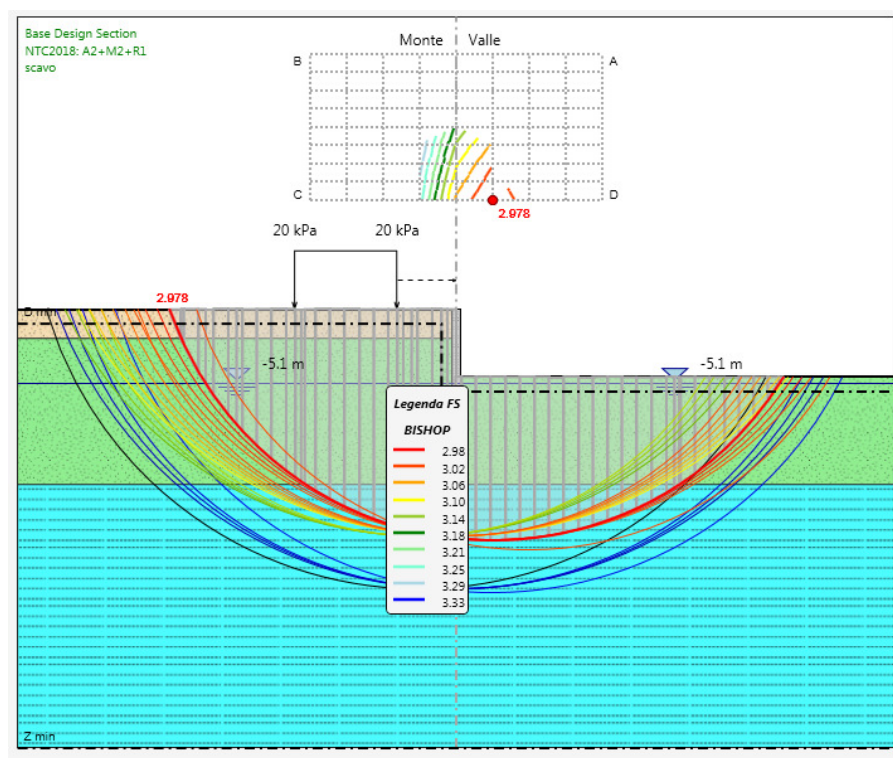 Base Design Section
NTC2018: A2+M2+R1
scavo
Monte
Valle
B
A
C
D
2.978
20 kPa
20 kPa
2.978
D min
-5.1 m
-5.1 m
Legenda FS
BISHOP
2.98
3.02
3.06
3.10
3.14
3.18
3.21
3.25
3.29
3.33
Z min